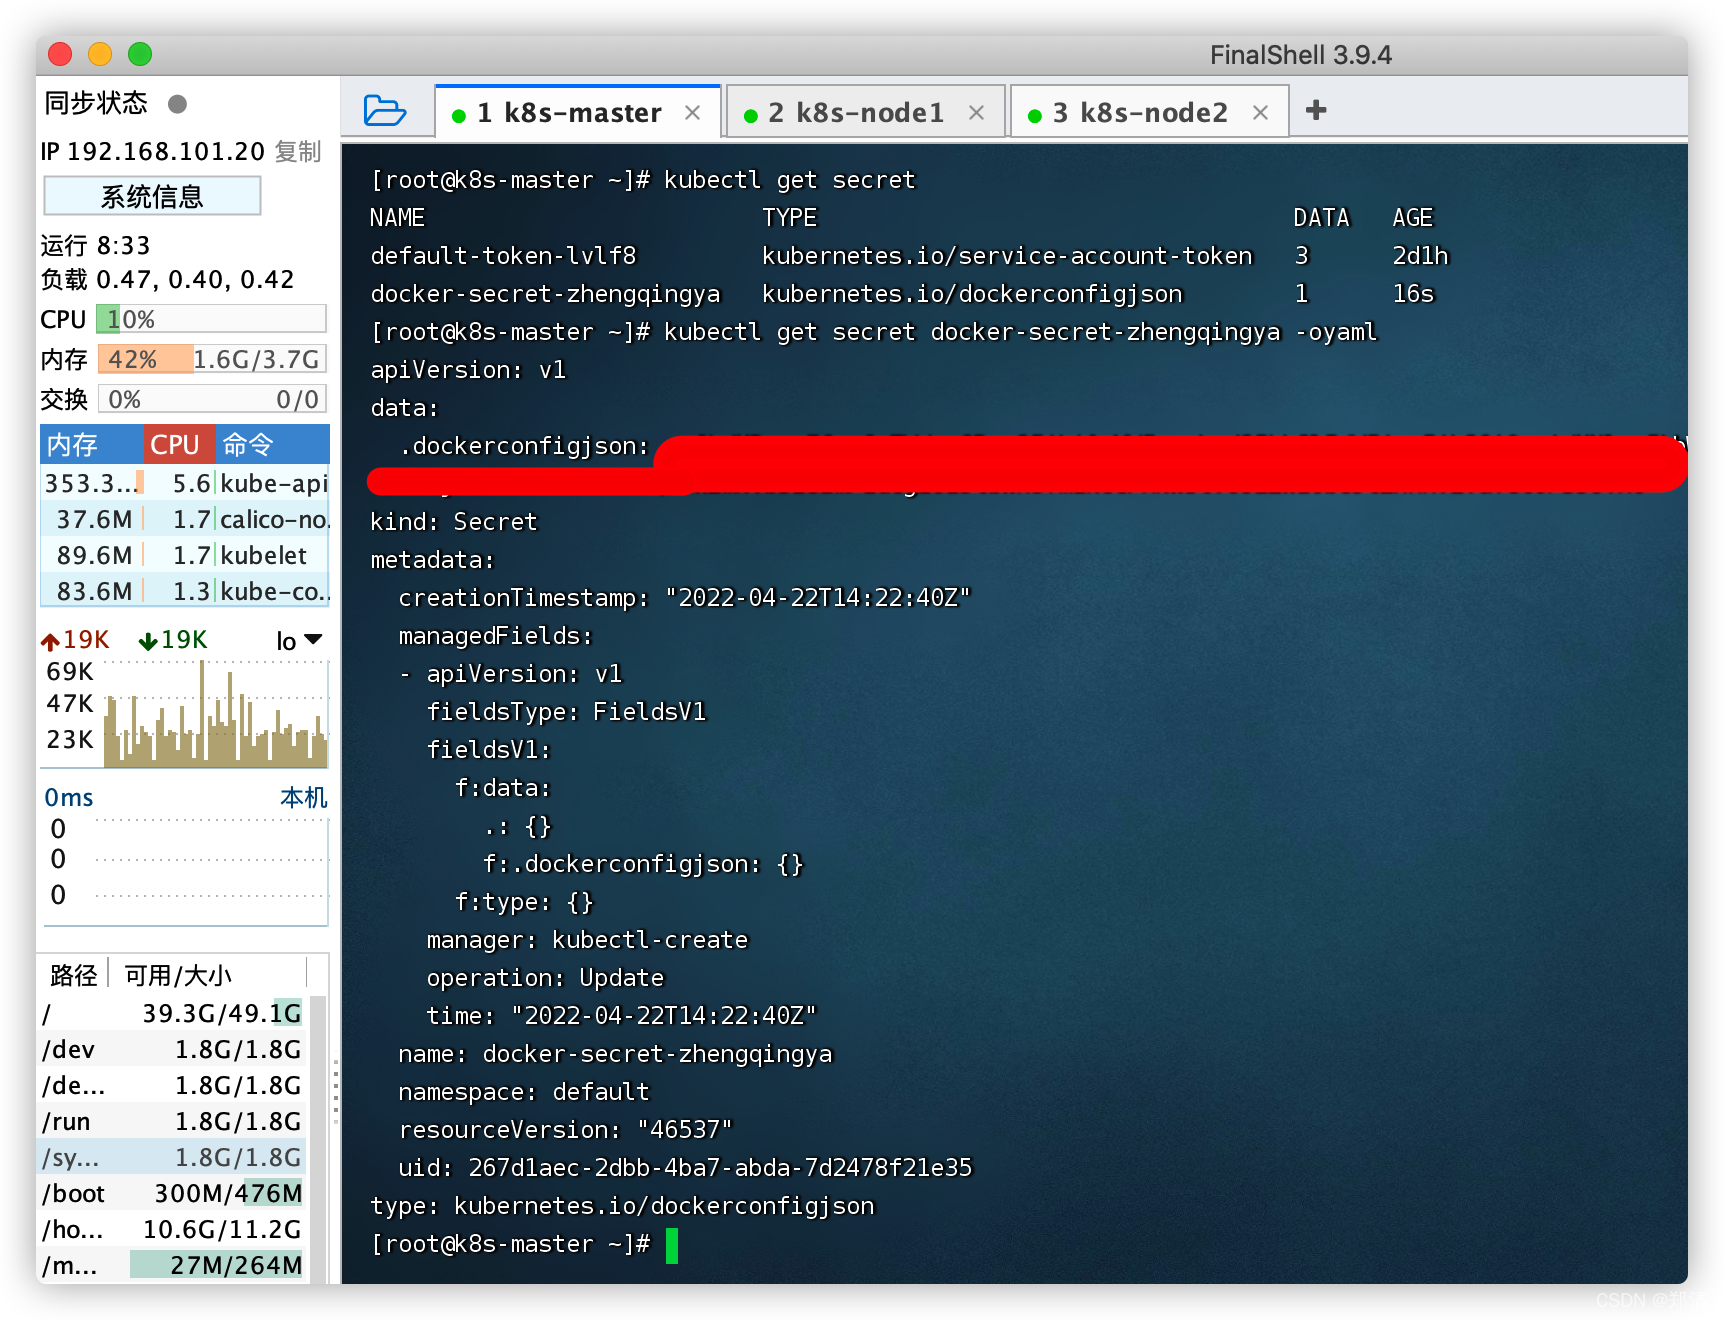 FinalShell 3.9.4
同步状态
IP 192.168.101.20 复制
系统信息
运行 8:33
负载 0.47, 0.40, 0.42
CPU 10%
内存 42% 1.6G/3.7G
交换 0% 0/0
内存 CPU 命令
353.3... 5.6 kube-api
37.6M 1.7 calico-no.
89.6M 1.7 kubelet
83.6M 1.3 kube-co..
19K 19K lo
69K
47K
23K
0ms 本机
0
0
0
路径 可用/大小
/ 39.3G/49.1G
/dev 1.8G/1.8G
/de... 1.8G/1.8G
/run 1.8G/1.8G
/sy... 1.8G/1.8G
/boot 300M/476M
/ho... 10.6G/11.2G
/m... 27M/264M
1 k8s-master × 2 k8s-node1 × 3 k8s-node2 × +
[root@k8s-master ~]# kubectl get secret
NAME TYPE DATA AGE
default-token-lvlf8 kubernetes.io/service-account-token 3 2d1h
docker-secret-zhengqingya kubernetes.io/dockerconfigjson 1 16s
[root@k8s-master ~]# kubectl get secret docker-secret-zhengqingya -oyaml
apiVersion: v1
data:
  .dockerconfigjson:
kind: Secret
metadata:
  creationTimestamp: "2022-04-22T14:22:40Z"
  managedFields:
  - apiVersion: v1
    fieldsType: FieldsV1
    fieldsV1:
      f:data:
        .: {}
        f:.dockerconfigjson: {}
      f:type: {}
    manager: kubectl-create
    operation: Update
    time: "2022-04-22T14:22:40Z"
  name: docker-secret-zhengqingya
  namespace: default
  resourceVersion: "46537"
  uid: 267d1aec-2dbb-4ba7-abda-7d2478f21e35
type: kubernetes.io/dockerconfigjson
[root@k8s-master ~]#
CSDN @郑